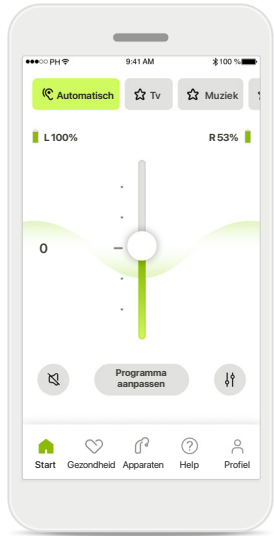 PH 9:41 AM 100 %
Automatisch Tv Muziek
L 100% R 53%
0
Programma
aanpassen
Start Gezondheid Apparaten Help Profiel